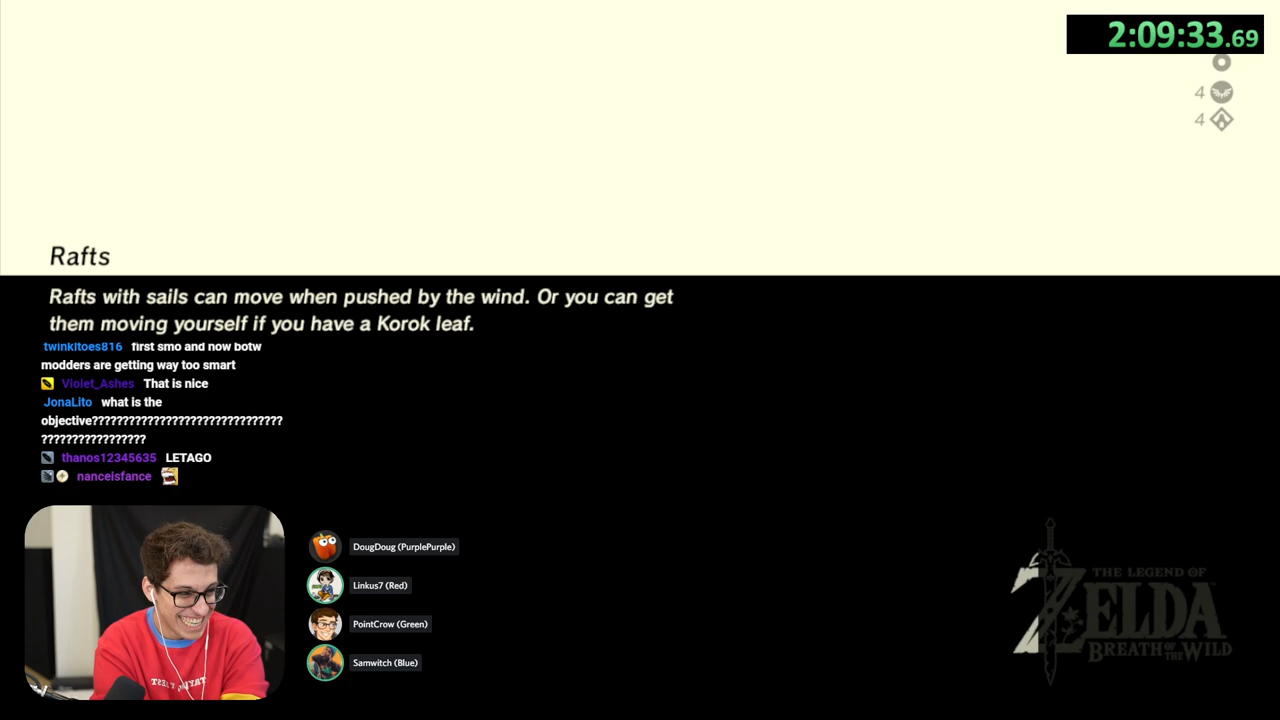 2:09:33.69
4
4
Rafts
Rafts with sails can move when pushed by the wind. Or you can get
them moving yourself if you have a Korok leaf.
twinkltoes816 first smo and now botw
modders are getting way too smart
Violet_Ashes That is nice
JonaLito what is the
objective???????????????????????????????
?????????????????
thanos12345635 LETAGO
nanceisfance
DougDoug (PurplePurple)
Linkus7 (Red)
PointCrow (Green)
Samwitch (Blue)
THE LEGEND OF
ZELDA
BREATH OF THE WILD